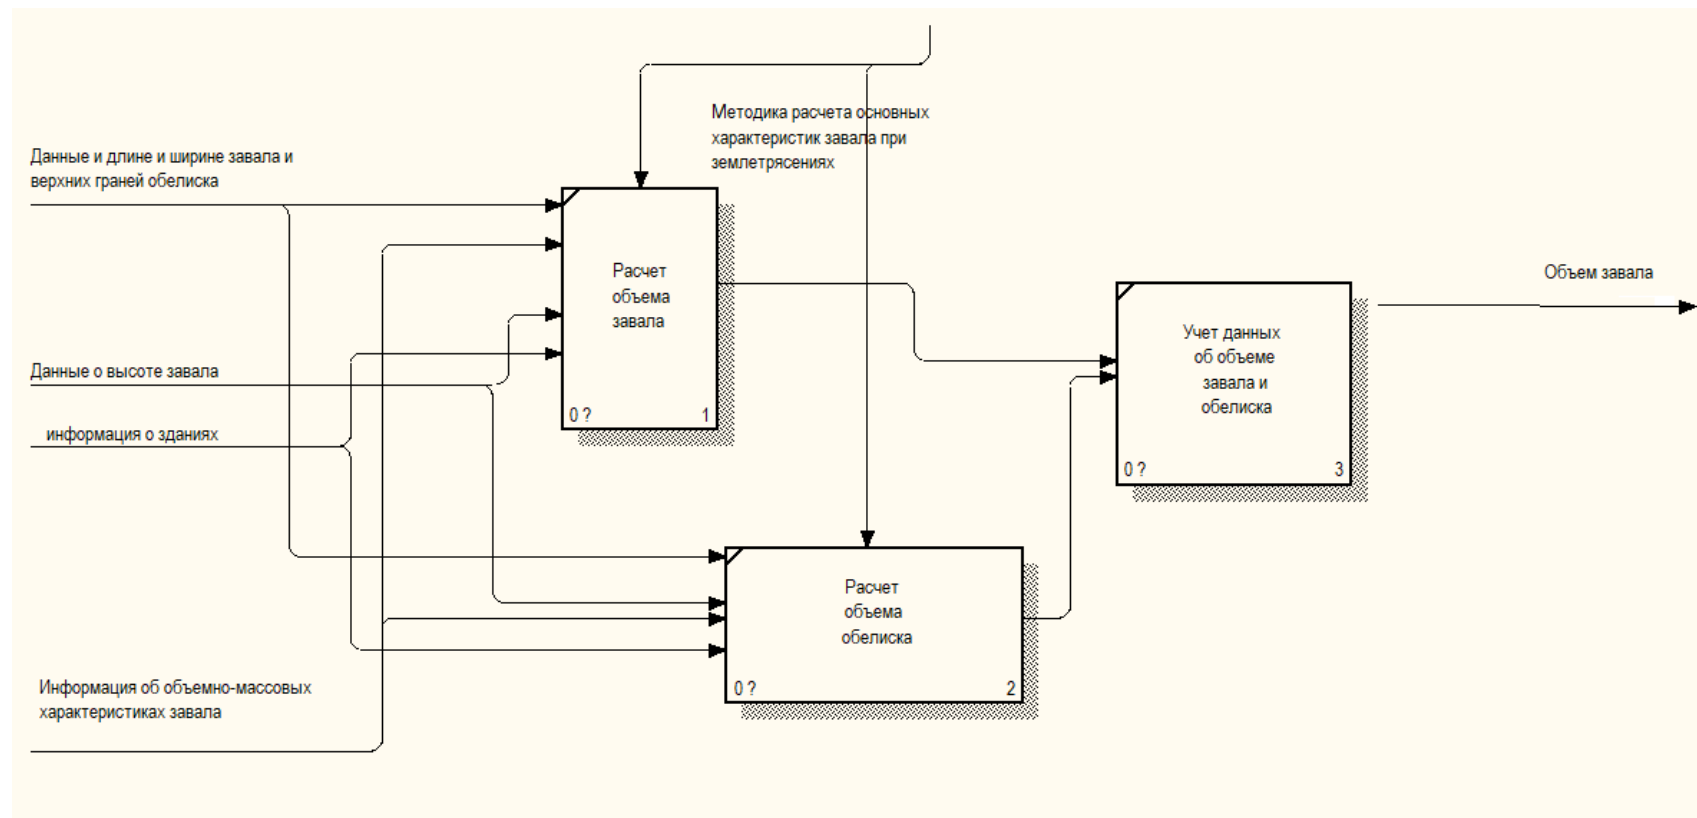 Методика расчета основных
характеристик завала при
землетрясениях
Данные и длине и ширине завала и
верхних граней обелиска
Расчет
объема
завала
0 ?
1
Объем завала
Учет данных
об объеме
завала и
обелиска
0 ?
3
Данные о высоте завала
информация о зданиях
Расчет
объема
обелиска
0 ?
2
Информация об объемно-массовых
характеристиках завала